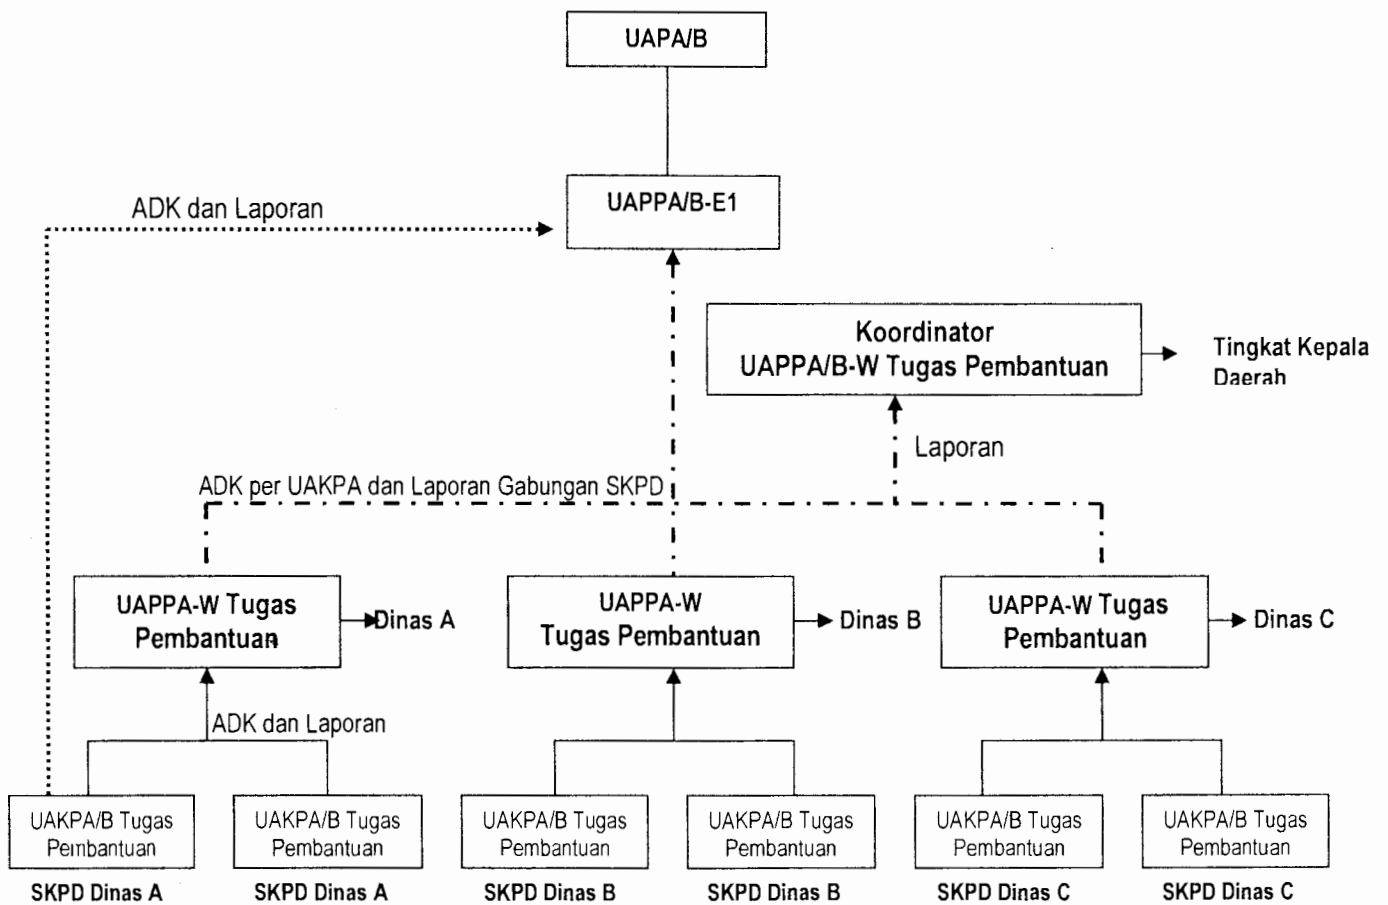 UAPA/B
UAPPA/B-E1
ADK dan Laporan
Koordinator
UAPPA/B-W Tugas Pembantuan
Tingkat Kepala
Daerah
Laporan
ADK per UAKPA dan Laporan Gabungan SKPD
UAPPA-W Tugas
Pembantuan
Dinas A
UAPPA-W
Tugas Pembantuan
Dinas B
UAPPA-W Tugas
Pembantuan
Dinas C
ADK dan Laporan
UAKPA/B Tugas
Pembantuan
UAKPA/B Tugas
Pembantuan
UAKPA/B Tugas
Pembantuan
UAKPA/B Tugas
Pembantuan
UAKPA/B Tugas
Pembantuan
UAKPA/B Tugas
Pembantuan
SKPD Dinas A
SKPD Dinas A
SKPD Dinas B
SKPD Dinas B
SKPD Dinas C
SKPD Dinas C